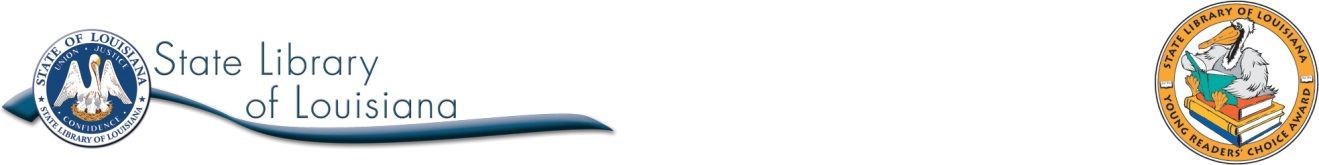 STATE OF LOUISIANA
UNION · JUSTICE
· CONFIDENCE ·
★ STATE LIBRARY OF LOUISIANA ★
State Library
of Louisiana
STATE LIBRARY OF LOUISIANA
YOUNG READERS' CHOICE AWARD